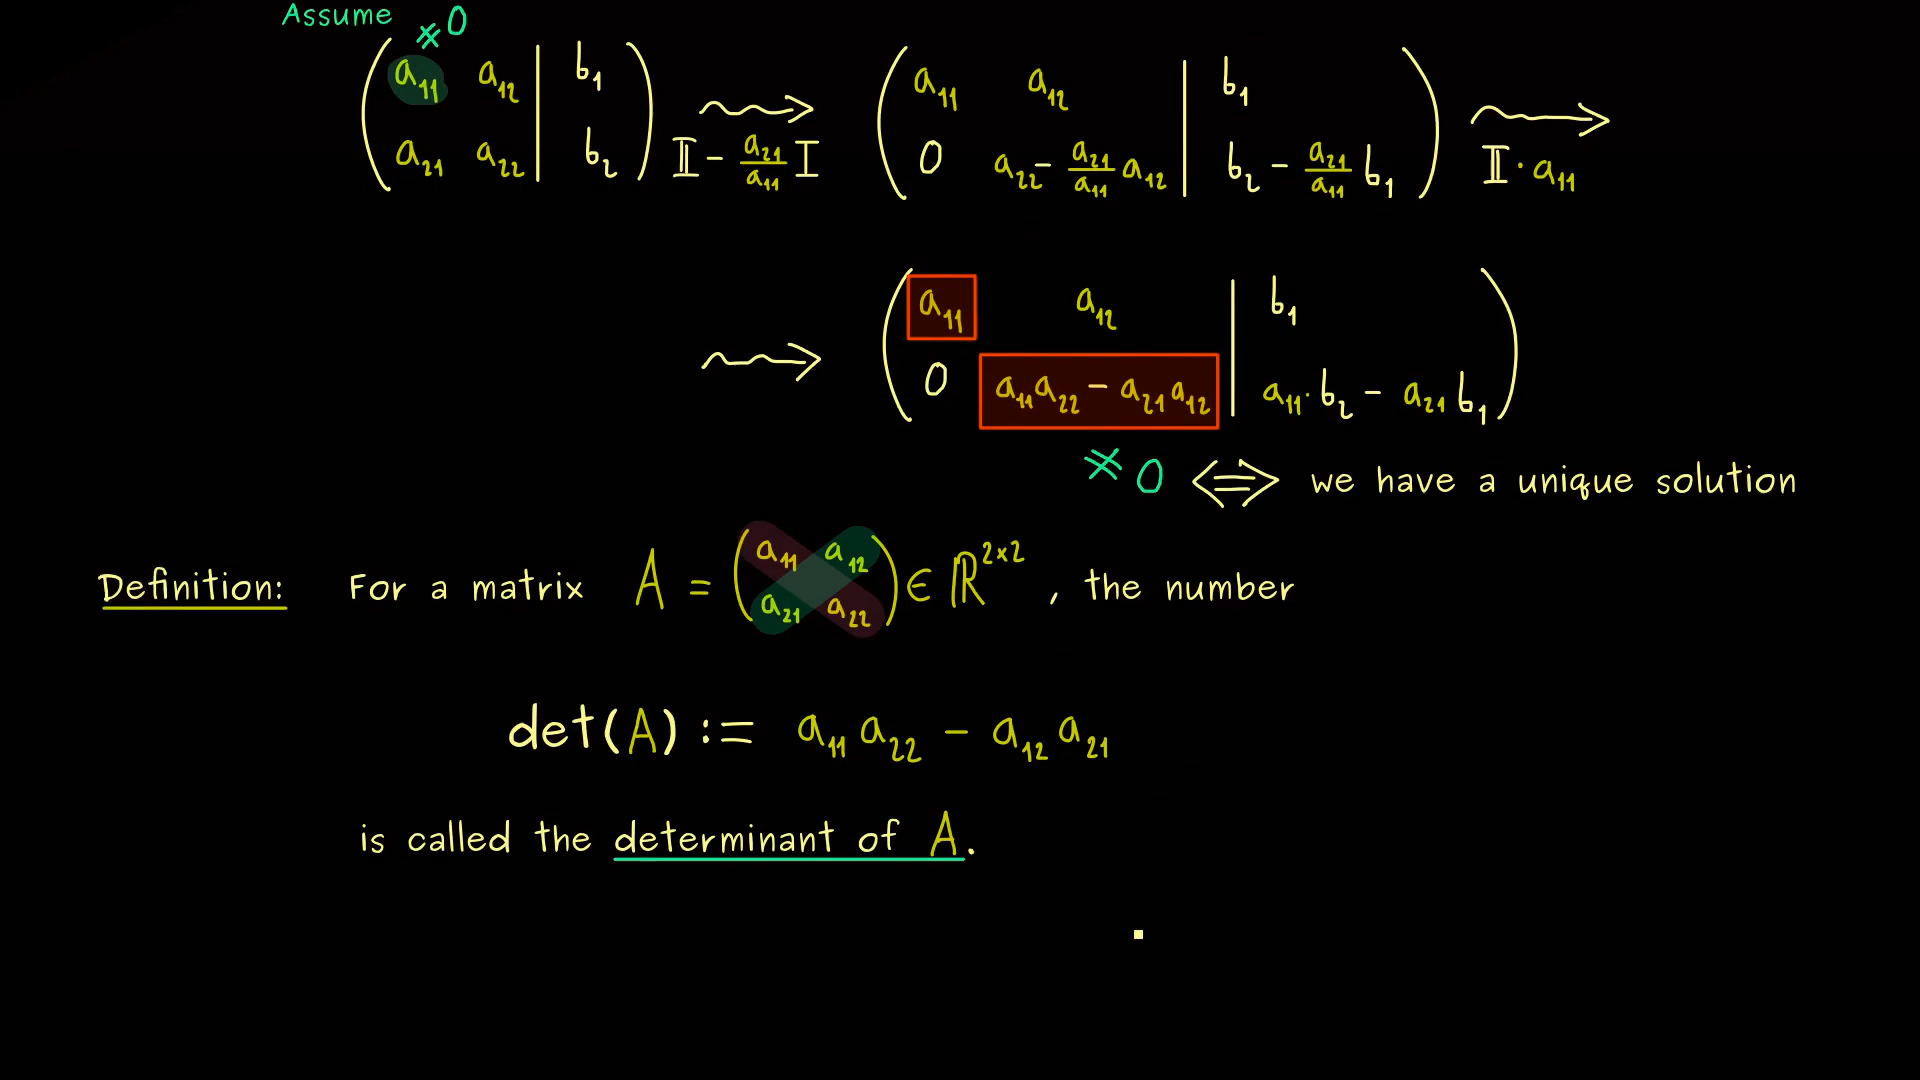 Assume ≠ 0
( a₁₁ a₁₂ | b₁ ) ⇝ ( a₁₁ a₁₂ | b₁ ) ⇝
( a₂₁ a₂₂ | b₂ ) II − a₂₁/a₁₁ I ( 0 a₂₂ − a₂₁/a₁₁ a₁₂ | b₂ − a₂₁/a₁₁ b₁ ) II · a₁₁
⇝ ( a₁₁ a₁₂ | b₁ )
( 0 a₁₁a₂₂ − a₂₁a₁₂ | a₁₁· b₂ − a₂₁ b₁ )
≠ 0 ⇔ we have a unique solution
Definition: For a matrix A = ( a₁₁ a₁₂ a₂₁ a₂₂ ) ∈ ℝ²ˣ² , the number
det(A) := a₁₁ a₂₂ − a₁₂ a₂₁
is called the determinant of A.